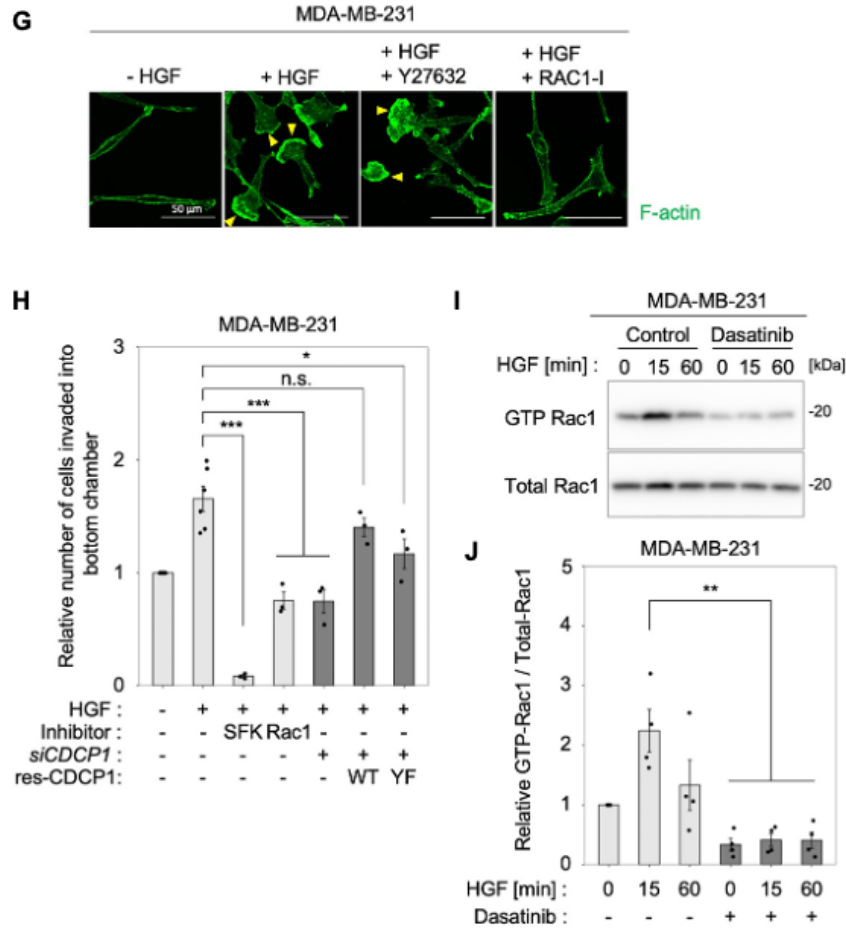 G
MDA-MB-231
- HGF
+ HGF
+ HGF
+ Y27632
+ HGF
+ RAC1-I
50 μm
F-actin
H
MDA-MB-231
Relative number of cells invaded into
bottom chamber
3
2
1
0
*
n.s.
***
***
HGF : - + + + + + +
Inhibitor : - - SFK Rac1 - - -
siCDCP1 : - - - - + + +
res-CDCP1: - - - - - WT YF
I
MDA-MB-231
Control Dasatinib
HGF [min] : 0 15 60 0 15 60 [kDa]
GTP Rac1 -20
Total Rac1 -20
J
MDA-MB-231
Relative GTP-Rac1 / Total-Rac1
5
4
3
2
1
0
**
HGF [min] : 0 15 60 0 15 60
Dasatinib : - - - + + +